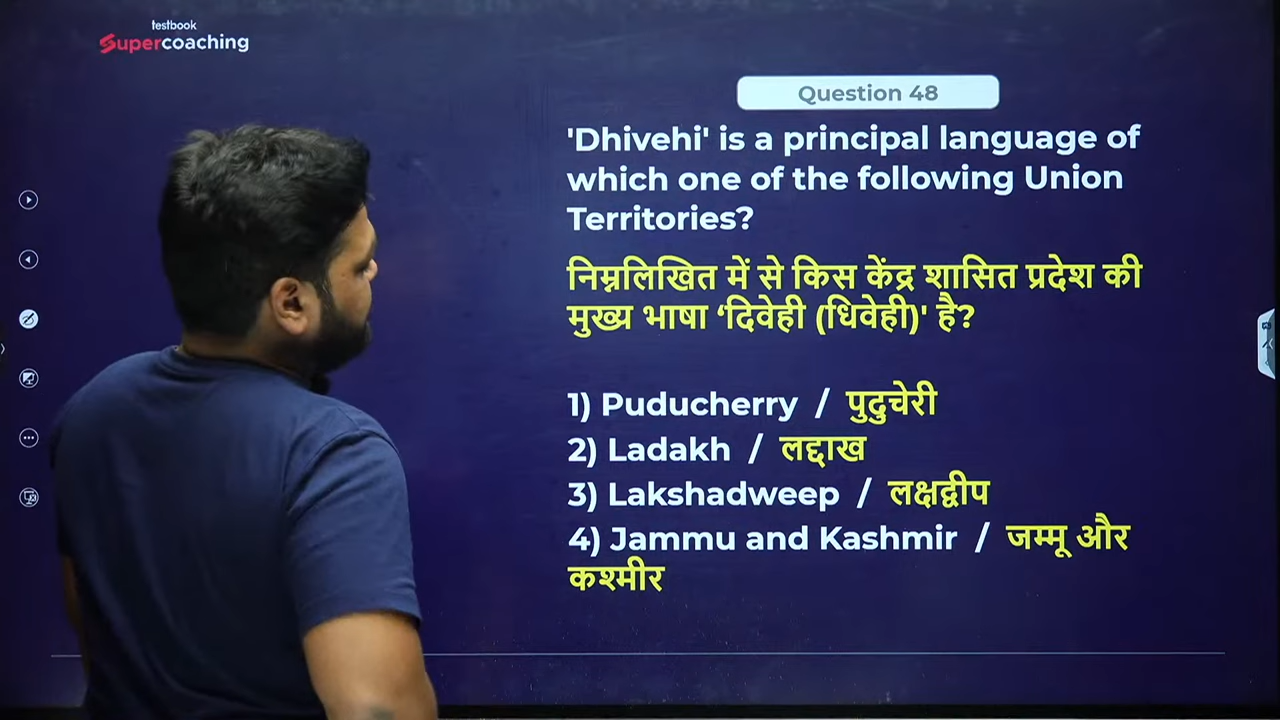 testbook
Supercoaching
Question 48
'Dhivehi' is a principal language of
which one of the following Union
Territories?
निम्नलिखित में से किस केंद्र शासित प्रदेश की
मुख्य भाषा ‘दिवेही (धिवेही)' है?
1) Puducherry / पुदुचेरी
2) Ladakh / लद्दाख
3) Lakshadweep / लक्षद्वीप
4) Jammu and Kashmir / जम्मू और
कश्मीर